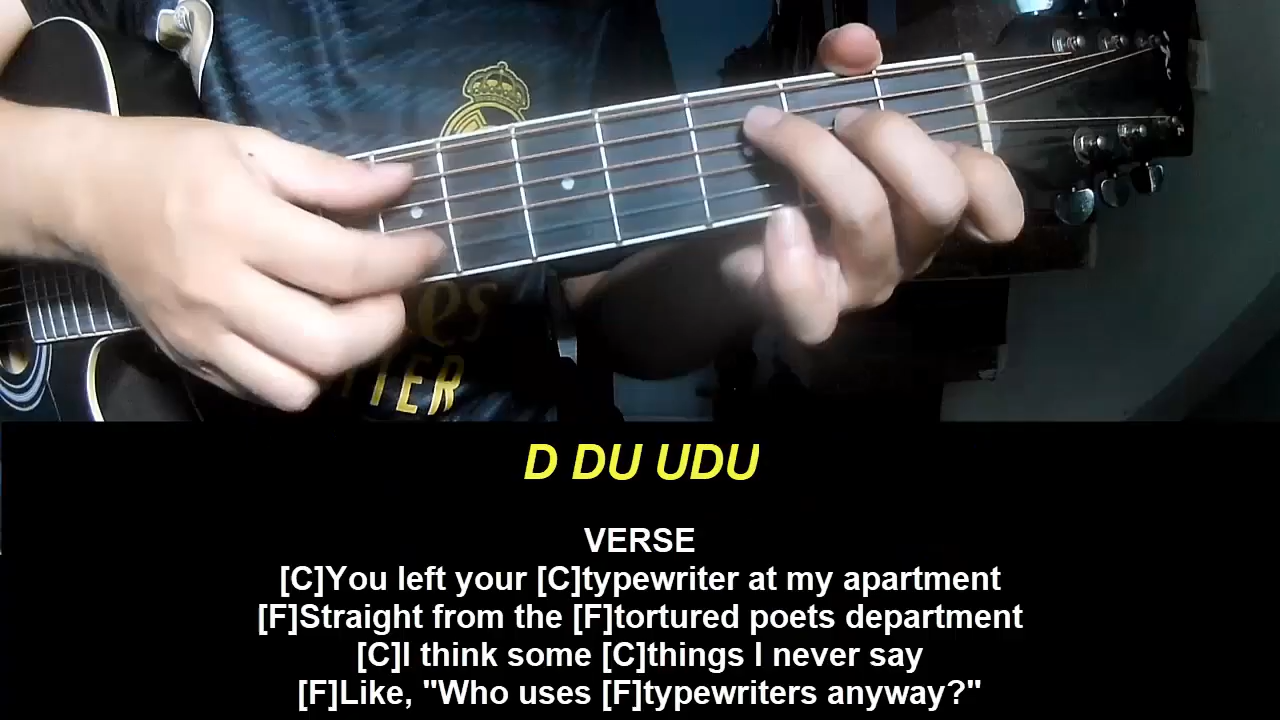 TTER
D DU UDU
VERSE
[C]You left your [C]typewriter at my apartment
[F]Straight from the [F]tortured poets department
[C]I think some [C]things I never say
[F]Like, "Who uses [F]typewriters anyway?"